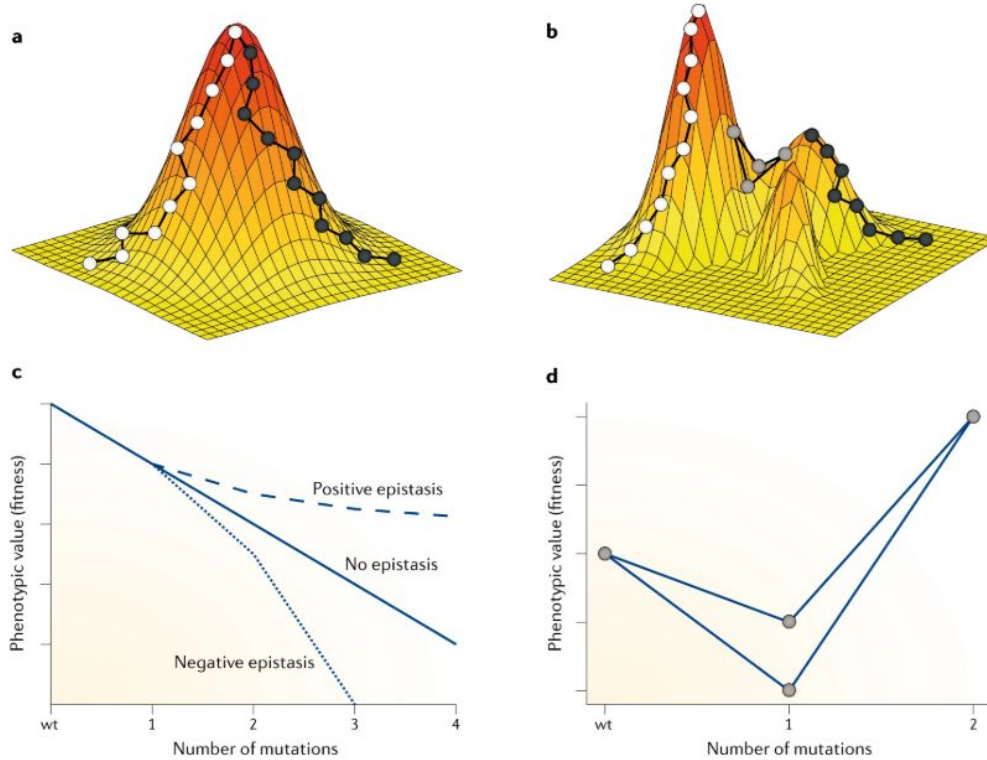 a
b
c
Phenotypic value (fitness)
Positive epistasis
No epistasis
Negative epistasis
wt 1 2 3 4
Number of mutations
d
Phenotypic value (fitness)
wt 1 2
Number of mutations